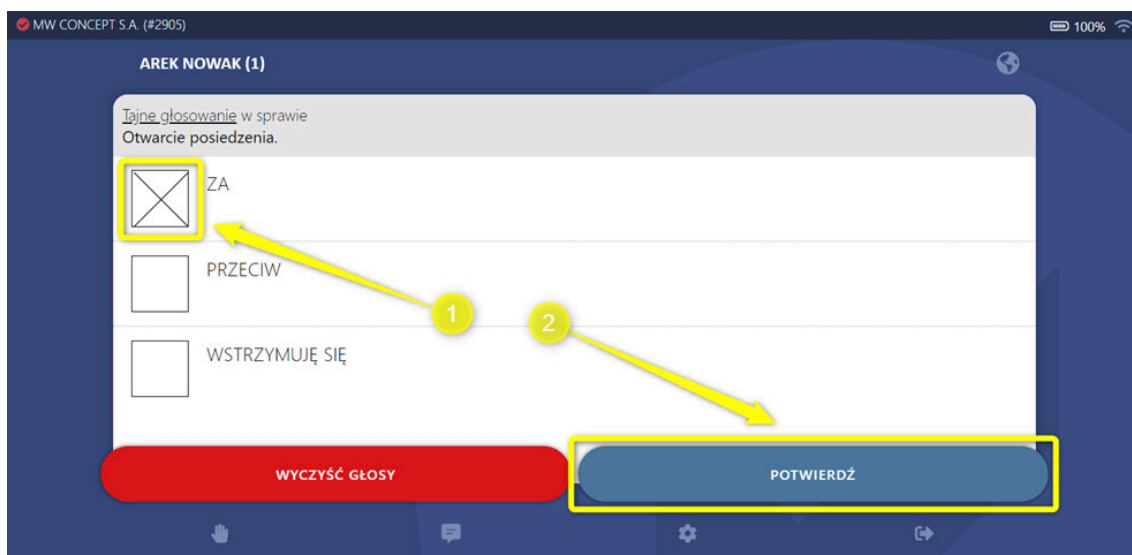 MW CONCEPT S.A. (#2905)
100%
AREK NOWAK (1)
Tajne głosowanie w sprawie
Otwarcie posiedzenia.
ZA
PRZECIW
1
2
WSTRZYMUJĘ SIĘ
WYCZYŚĆ GŁOSY
POTWIERDŹ